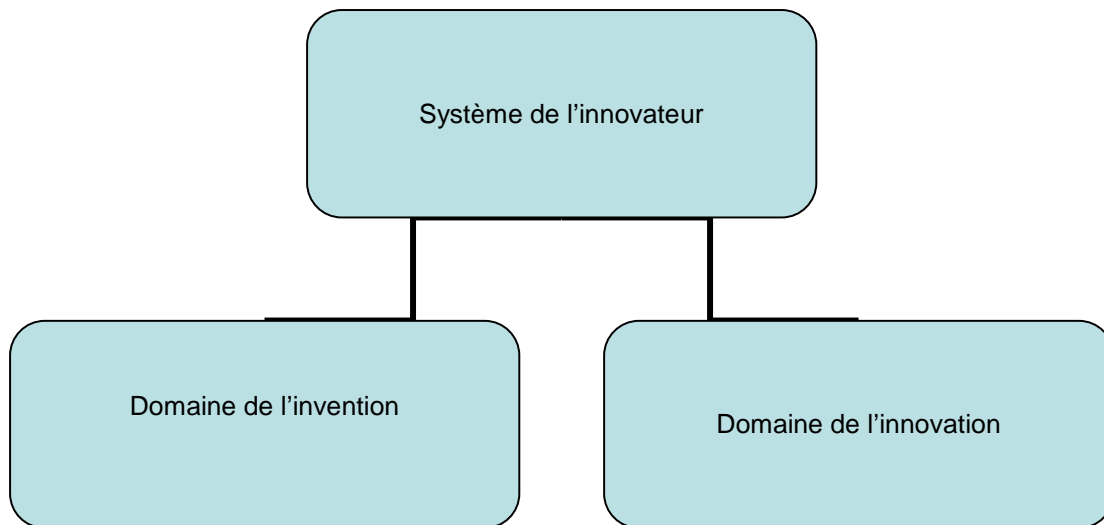 Système de l’innovateur
Domaine de l’invention
Domaine de l’innovation